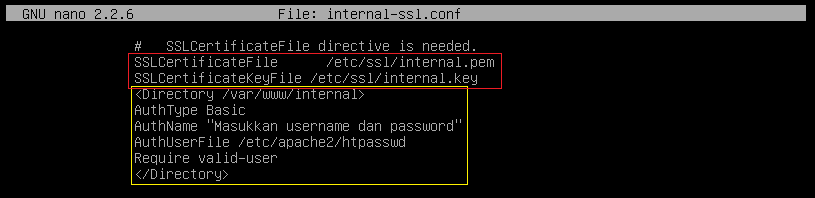 GNU nano 2.2.6 File: internal-ssl.conf
# SSLCertificateFile directive is needed.
SSLCertificateFile /etc/ssl/internal.pem
SSLCertificateKeyFile /etc/ssl/internal.key
<Directory /var/www/internal>
AuthType Basic
AuthName "Masukkan username dan password"
AuthUserFile /etc/apache2/htpasswd
Require valid-user
</Directory>